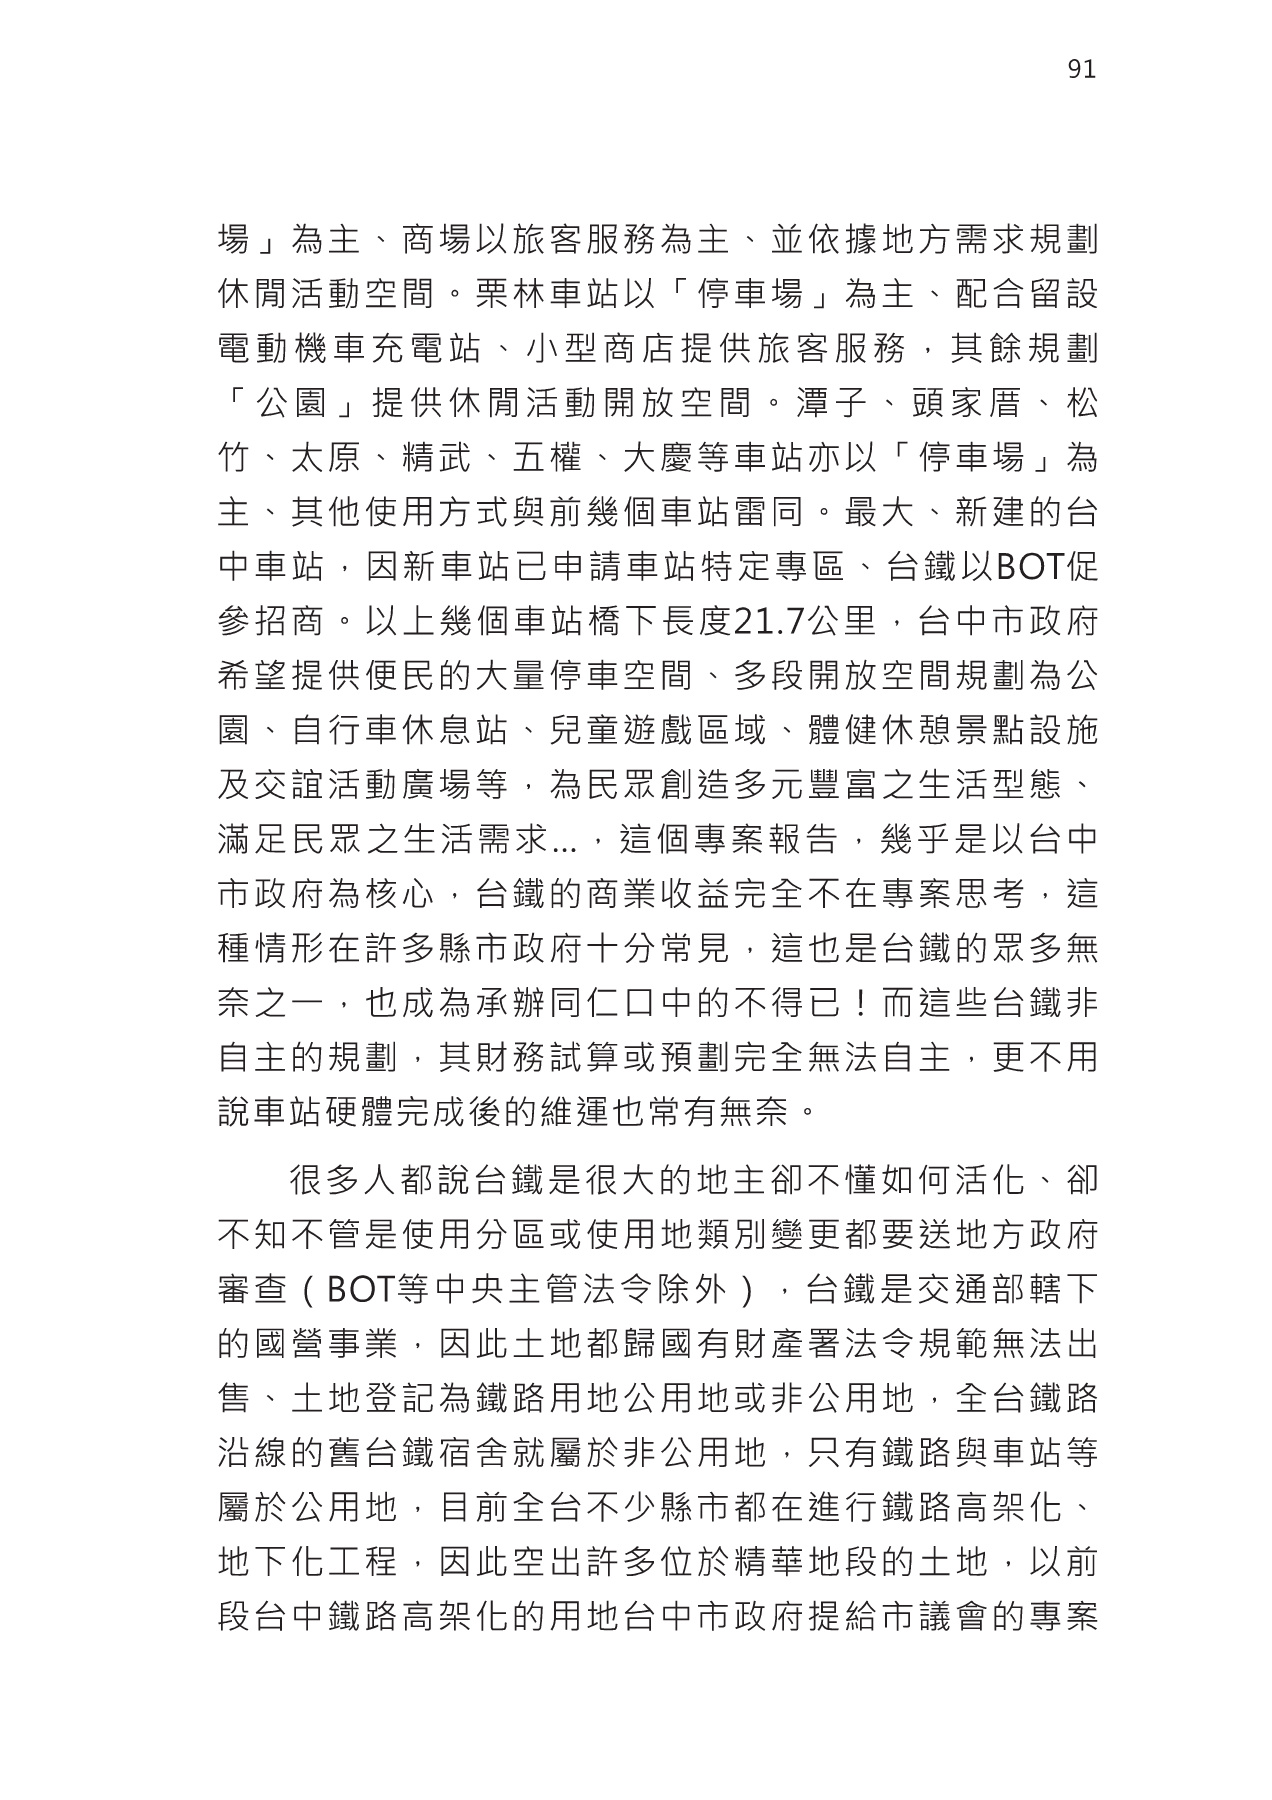 91
場」為主、商場以旅客服務為主、並依據地方需求規劃
休閒活動空間。栗林車站以「停車場」為主、配合留設
電動機車充電站、小型商店提供旅客服務，其餘規劃
「公園」提供休閒活動開放空間。潭子、頭家厝、松
竹、太原、精武、五權、大慶等車站亦以「停車場」為
主、其他使用方式與前幾個車站雷同。最大、新建的台
中車站，因新車站已申請車站特定專區、台鐵以BOT促
參招商。以上幾個車站橋下長度21.7公里，台中市政府
希望提供便民的大量停車空間、多段開放空間規劃為公
園、自行車休息站、兒童遊戲區域、體健休憩景點設施
及交誼活動廣場等，為民眾創造多元豐富之生活型態、
滿足民眾之生活需求...，這個專案報告，幾乎是以台中
市政府為核心，台鐵的商業收益完全不在專案思考，這
種情形在許多縣市政府十分常見，這也是台鐵的眾多無
奈之一，也成為承辦同仁口中的不得已！而這些台鐵非
自主的規劃，其財務試算或預劃完全無法自主，更不用
說車站硬體完成後的維運也常有無奈。
很多人都說台鐵是很大的地主卻不懂如何活化、卻
不知不管是使用分區或使用地類別變更都要送地方政府
審查（BOT等中央主管法令除外），台鐵是交通部轄下
的國營事業，因此土地都歸國有財產署法令規範無法出
售、土地登記為鐵路用地公用地或非公用地，全台鐵路
沿線的舊台鐵宿舍就屬於非公用地，只有鐵路與車站等
屬於公用地，目前全台不少縣市都在進行鐵路高架化、
地下化工程，因此空出許多位於精華地段的土地，以前
段台中鐵路高架化的用地台中市政府提給市議會的專案